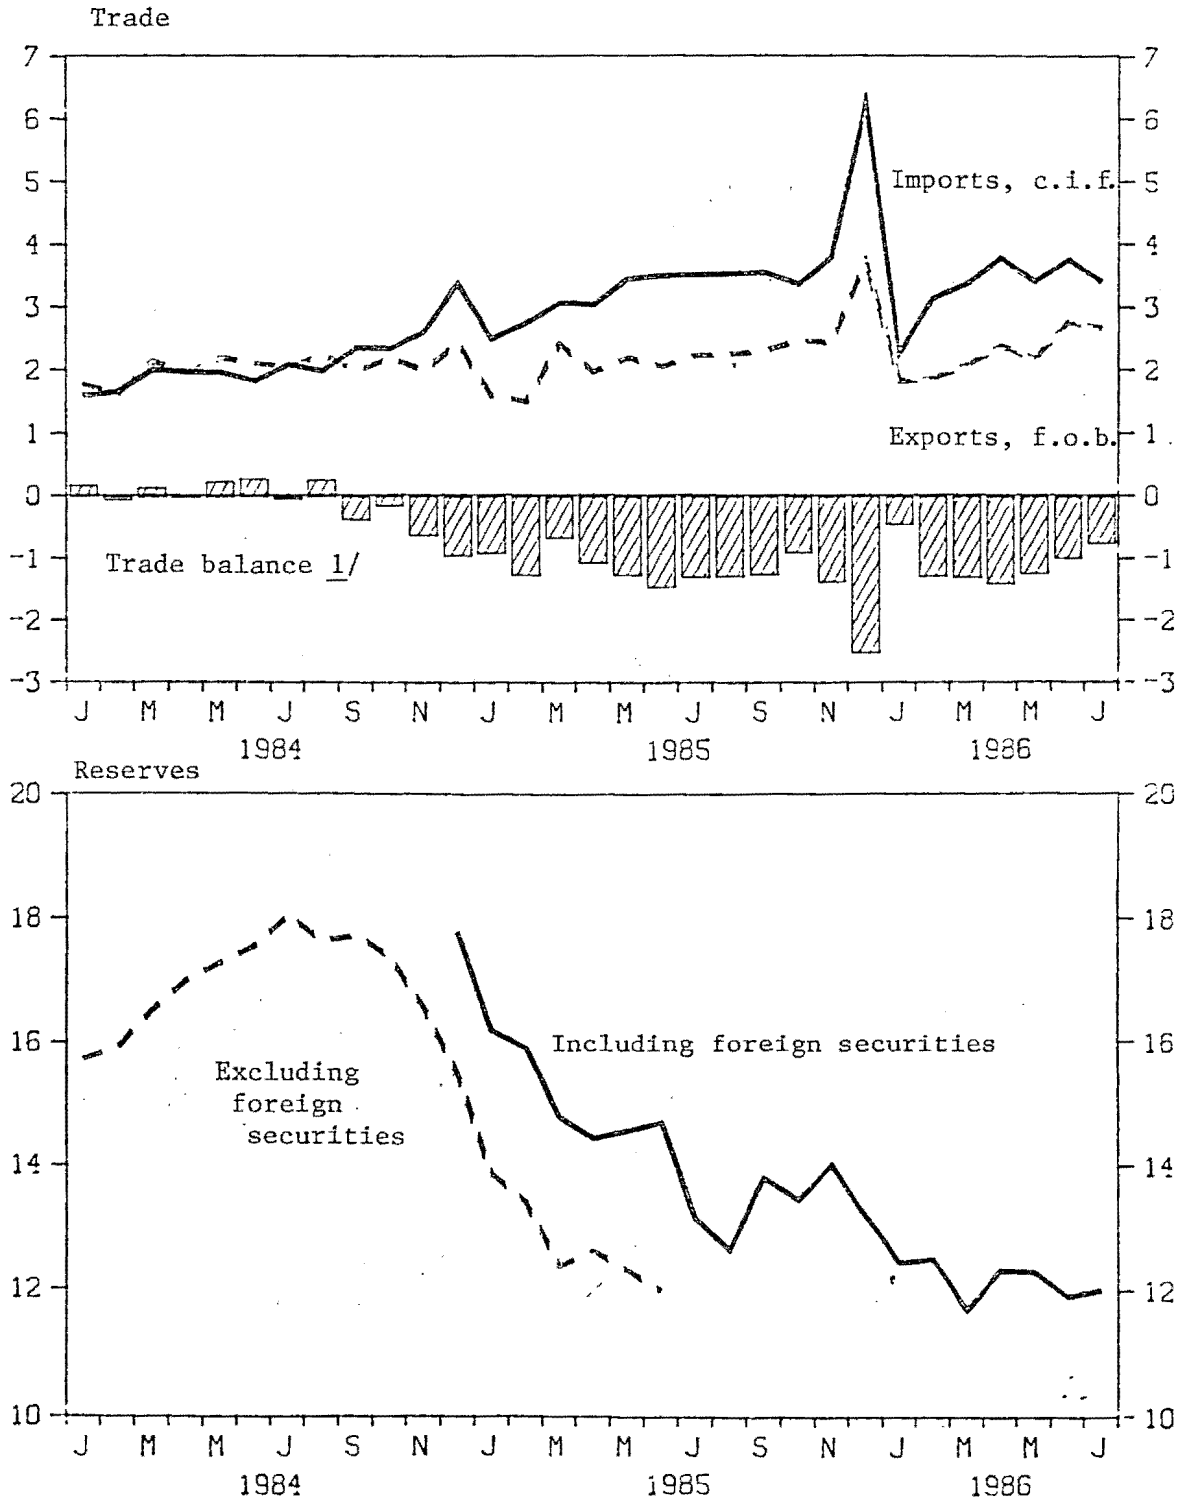 Trade
7 7
6 6
5 Imports, c.i.f. 5
4 4
3 3
2 2
1 Exports, f.o.b. 1
0 0
-1 Trade balance 1/ -1
-2 -2
-3 -3
J M M J S N J M M J S N J M M J
1984 1985 1986
Reserves
20 20
18 18
16 Including foreign securities 16
Excluding
foreign
securities
14 14
12 12
10 10
J M M J S N J M M J S N J M M J
1984 1985 1986